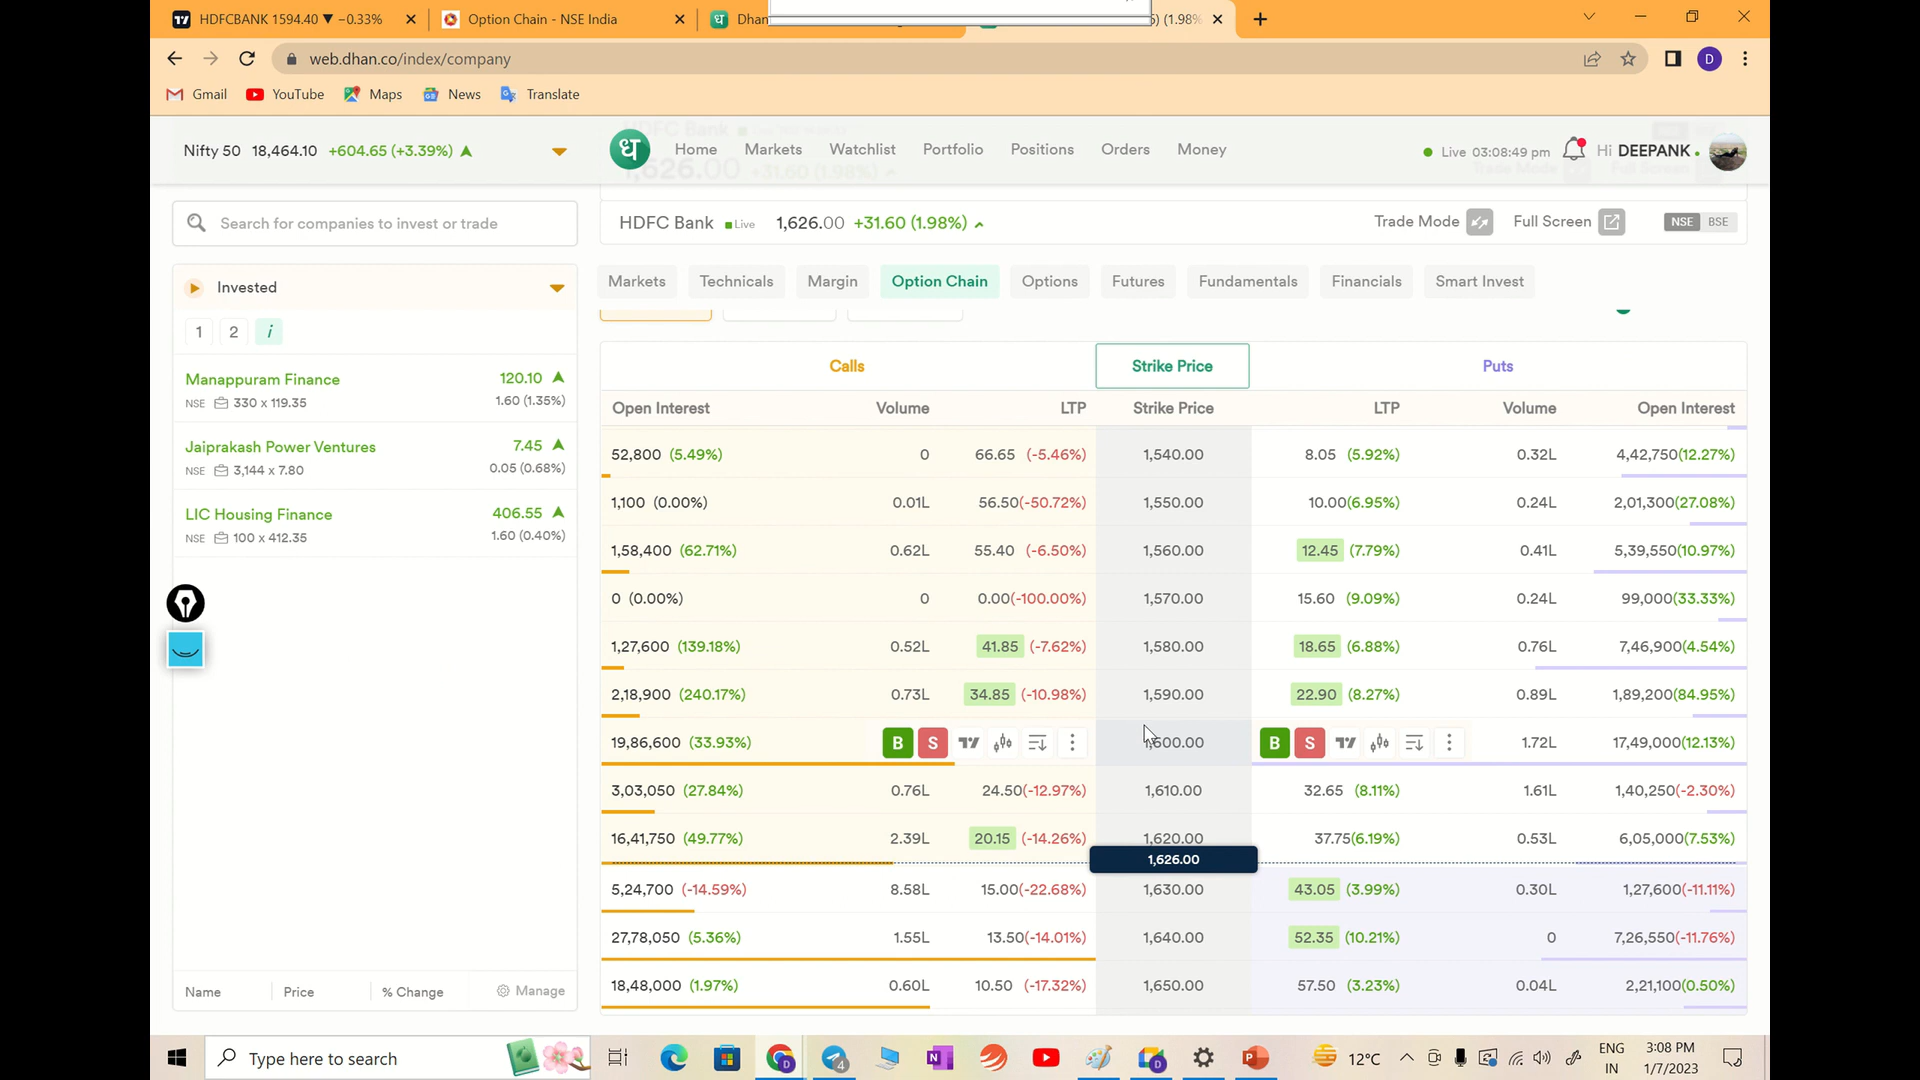 HDFCBANK 1594.40 ▼ −0.33%
Option Chain - NSE India
Dhan
(1.98%
web.dhan.co/index/company
D
Gmail YouTube Maps News Translate
Nifty 50 18,464.10 +604.65 (+3.39%)
ध
Home Markets Watchlist Portfolio Positions Orders Money
Live 03:08:49 pm
Hi DEEPANK
HDFC Bank
1,626.00 +31.60 (1.98%)
Trade Mode Full Screen
Search for companies to invest or trade
HDFC Bank Live 1,626.00 +31.60 (1.98%)
Trade Mode Full Screen NSE BSE
Invested
1 2 i
Manappuram Finance 120.10
NSE 330 x 119.35 1.60 (1.35%)
Jaiprakash Power Ventures 7.45
NSE 3,144 x 7.80 0.05 (0.68%)
LIC Housing Finance 406.55
NSE 100 x 412.35 1.60 (0.40%)
Name Price % Change Manage
Markets Technicals Margin Option Chain Options Futures Fundamentals Financials Smart Invest
Calls Strike Price Puts
Open Interest Volume LTP Strike Price LTP Volume Open Interest
52,800 (5.49%) 0 66.65 (-5.46%) 1,540.00 8.05 (5.92%) 0.32L 4,42,750(12.27%)
1,100 (0.00%) 0.01L 56.50(-50.72%) 1,550.00 10.00(6.95%) 0.24L 2,01,300(27.08%)
1,58,400 (62.71%) 0.62L 55.40 (-6.50%) 1,560.00 12.45 (7.79%) 0.41L 5,39,550(10.97%)
0 (0.00%) 0 0.00(-100.00%) 1,570.00 15.60 (9.09%) 0.24L 99,000(33.33%)
1,27,600 (139.18%) 0.52L 41.85 (-7.62%) 1,580.00 18.65 (6.88%) 0.76L 7,46,900(4.54%)
2,18,900 (240.17%) 0.73L 34.85 (-10.98%) 1,590.00 22.90 (8.27%) 0.89L 1,89,200(84.95%)
19,86,600 (33.93%) B S 1,600.00 B S 1.72L 17,49,000(12.13%)
3,03,050 (27.84%) 0.76L 24.50(-12.97%) 1,610.00 32.65 (8.11%) 1.61L 1,40,250(-2.30%)
16,41,750 (49.77%) 2.39L 20.15 (-14.26%) 1,620.00 37.75(6.19%) 0.53L 6,05,000(7.53%)
1,626.00
5,24,700 (-14.59%) 8.58L 15.00(-22.68%) 1,630.00 43.05 (3.99%) 0.30L 1,27,600(-11.11%)
27,78,050 (5.36%) 1.55L 13.50(-14.01%) 1,640.00 52.35 (10.21%) 0 7,26,550(-11.76%)
18,48,000 (1.97%) 0.60L 10.50 (-17.32%) 1,650.00 57.50 (3.23%) 0.04L 2,21,100(0.50%)
Type here to search
4
12°C
ENG
IN
3:08 PM
1/7/2023